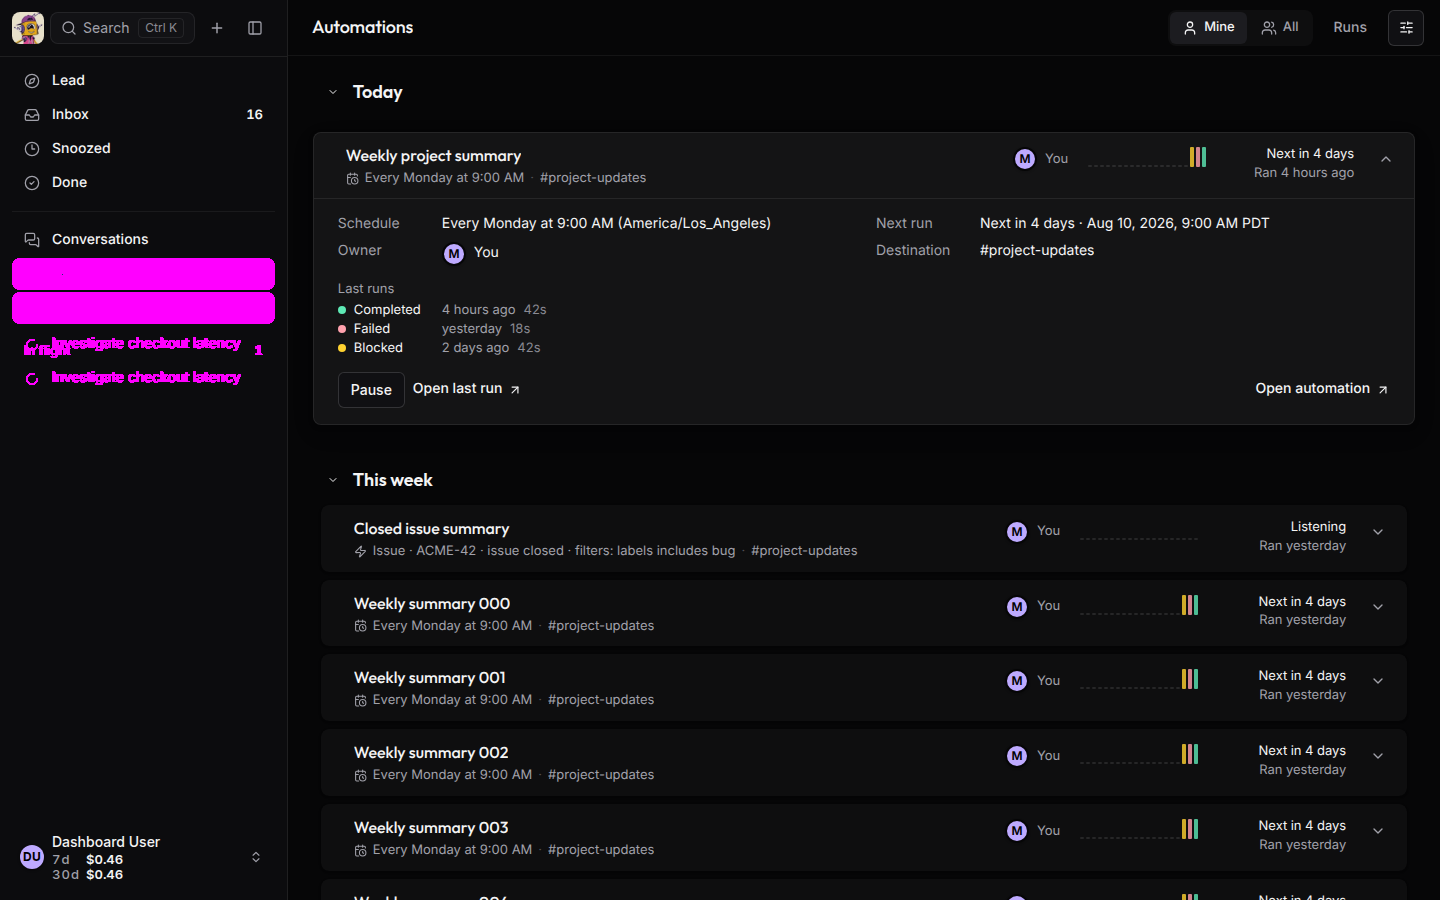 Search Ctrl K
Lead
Inbox 16
Snoozed
Done
Conversations
Investigate checkout latency
In flight 1
Investigate checkout latency
DU Dashboard User
7d $0.46
30d $0.46
Automations
Mine All Runs
Today
Weekly project summary
Every Monday at 9:00 AM · #project-updates
M You
Next in 4 days
Ran 4 hours ago
Schedule Every Monday at 9:00 AM (America/Los_Angeles)
Next run Next in 4 days · Aug 10, 2026, 9:00 AM PDT
Owner M You
Destination #project-updates
Last runs
Completed 4 hours ago 42s
Failed yesterday 18s
Blocked 2 days ago 42s
Pause Open last run
Open automation
This week
Closed issue summary
Issue · ACME-42 · issue closed · filters: labels includes bug · #project-updates
M You
Listening
Ran yesterday
Weekly summary 000
Every Monday at 9:00 AM · #project-updates
M You
Next in 4 days
Ran yesterday
Weekly summary 001
Every Monday at 9:00 AM · #project-updates
M You
Next in 4 days
Ran yesterday
Weekly summary 002
Every Monday at 9:00 AM · #project-updates
M You
Next in 4 days
Ran yesterday
Weekly summary 003
Every Monday at 9:00 AM · #project-updates
M You
Next in 4 days
Ran yesterday